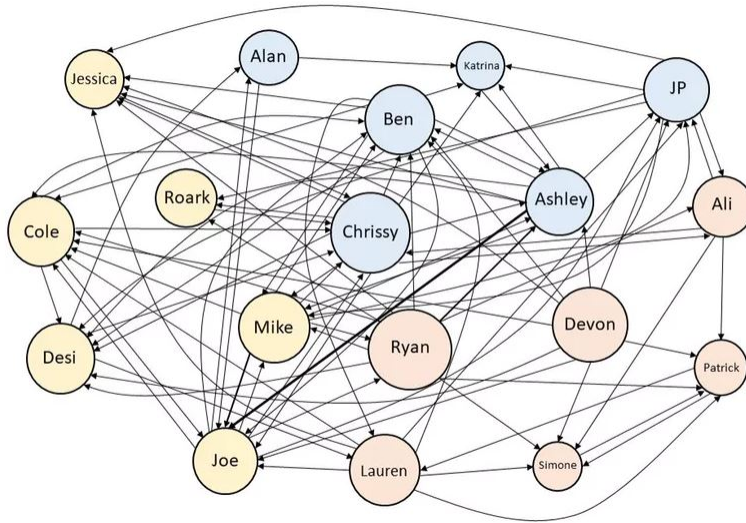 Alan
Katrina
Jessica
JP
Ben
Roark
Ashley
Ali
Cole
Chrissy
Mike
Devon
Ryan
Desi
Patrick
Joe
Lauren
Simone